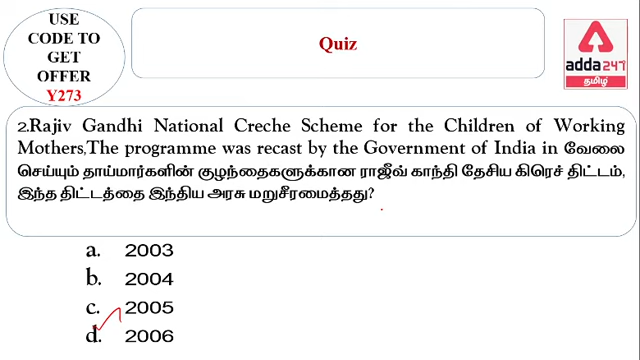 USE
CODE TO
GET
OFFER
Y273
Quiz
adda247
தமிழ்
2.Rajiv Gandhi National Creche Scheme for the Children of Working
Mothers,The programme was recast by the Government of India in வேலை
செய்யும் தாய்மார்களின் குழந்தைகளுக்கான ராஜீவ் காந்தி தேசிய கிரெச் திட்டம்,
இந்த திட்டத்தை இந்திய அரசு மறுசீரமைத்தது?
a. 2003
b. 2004
c. 2005
d. 2006